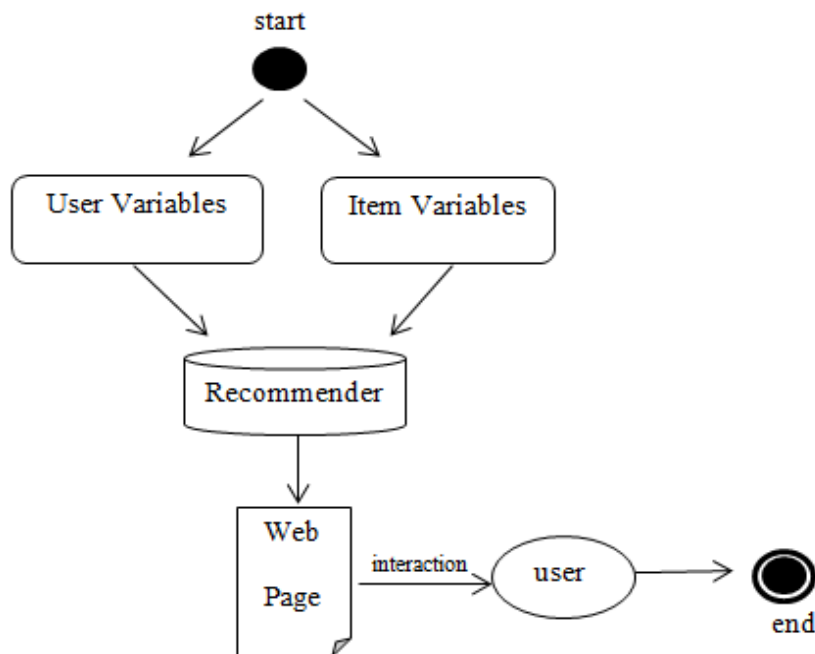 start
User Variables
Item Variables
Recommender
Web
Page
interaction
user
end